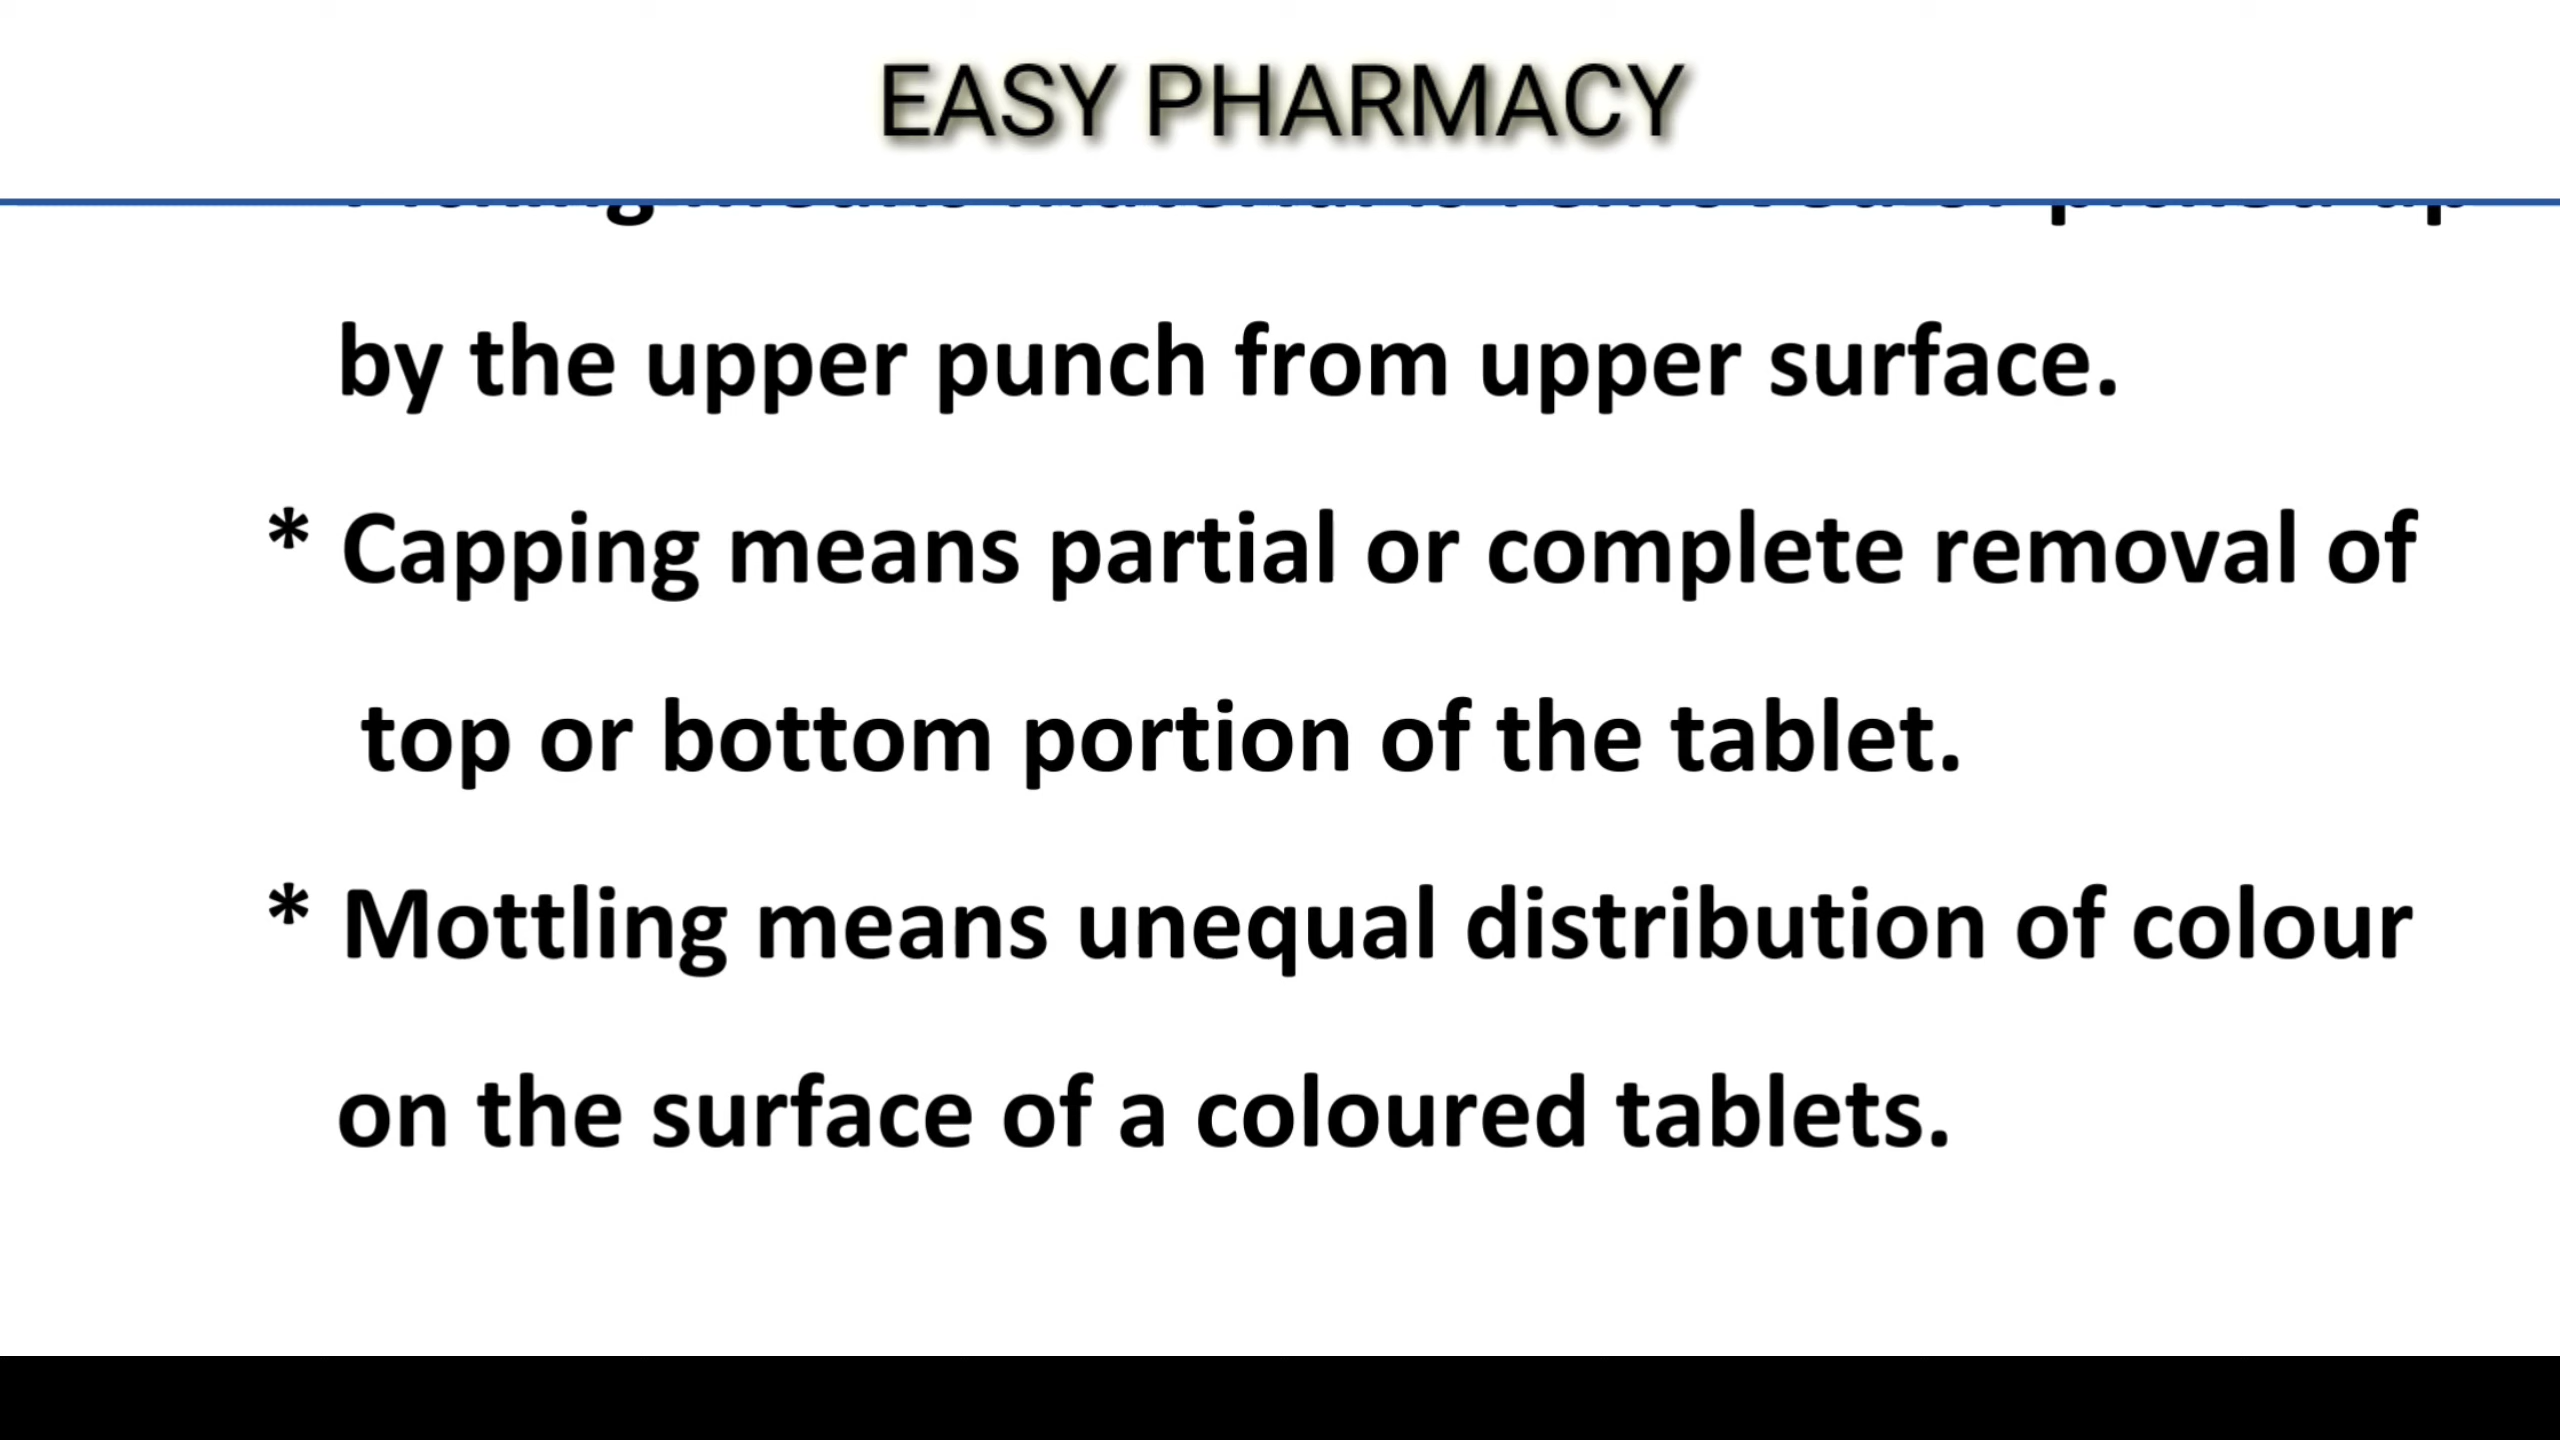 EASY PHARMACY
by the upper punch from upper surface.
* Capping means partial or complete removal of
top or bottom portion of the tablet.
* Mottling means unequal distribution of colour
on the surface of a coloured tablets.